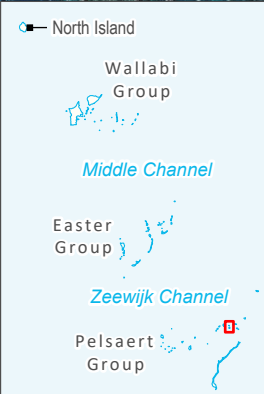 North Island
Wallabi
Group
Middle Channel
Easter
Group
Zeewijk Channel
Pelsaert
Group